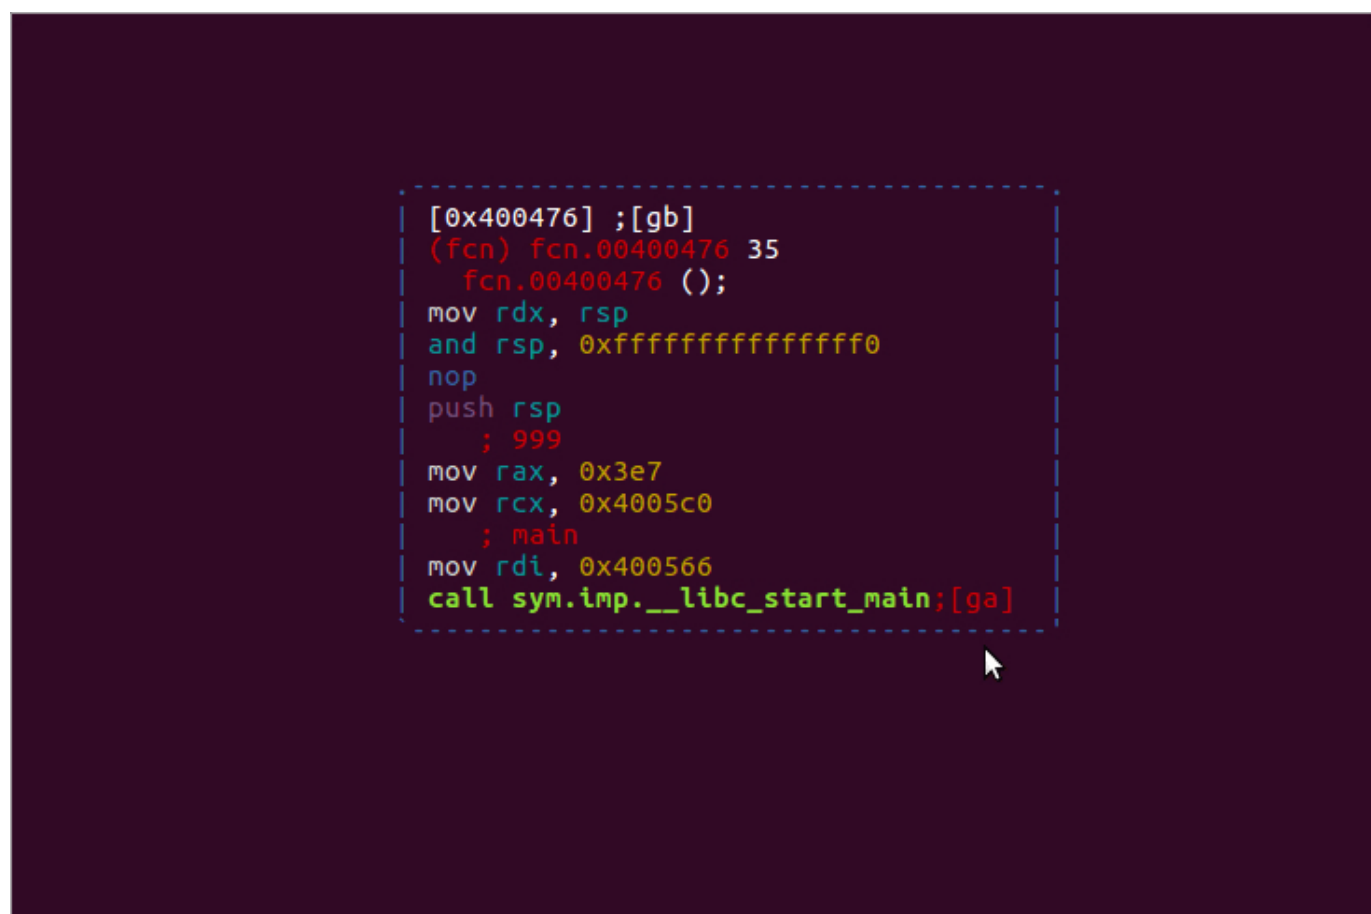 [0x400476] ;[gb]
(fcn) fcn.00400476 35
fcn.00400476 ();
mov rdx, rsp
and rsp, 0xfffffffffffffff0
nop
push rsp
; 999
mov rax, 0x3e7
mov rcx, 0x4005c0
; main
mov rdi, 0x400566
call sym.imp.__libc_start_main;[ga]